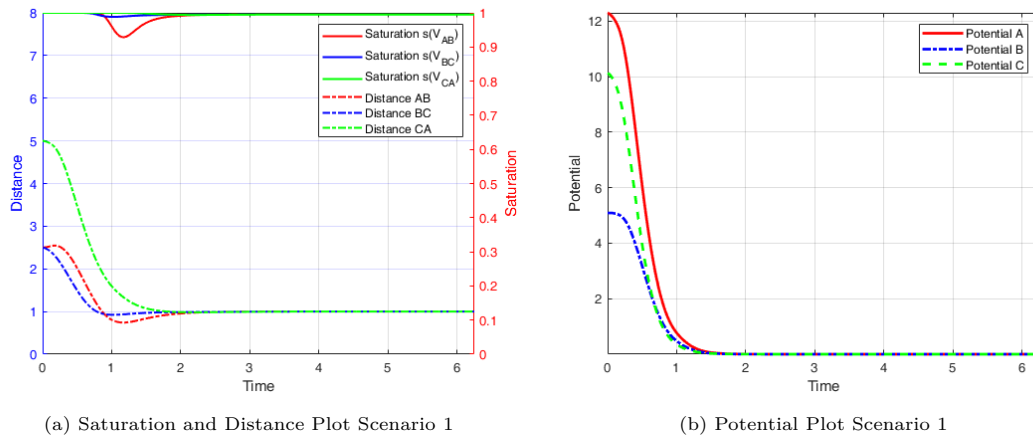 8
7
6
5
4
3
2
1
0
Distance
0
1
2
3
4
5
6
Time
1
0.9
0.8
0.7
0.6
0.5
0.4
0.3
0.2
0.1
0
Saturation
Saturation s(V_AB)
Saturation s(V_BC)
Saturation s(V_CA)
Distance AB
Distance BC
Distance CA
(a) Saturation and Distance Plot Scenario 1
12
10
8
6
4
2
Potential
0
1
2
3
4
5
6
Time
Potential A
Potential B
Potential C
(b) Potential Plot Scenario 1